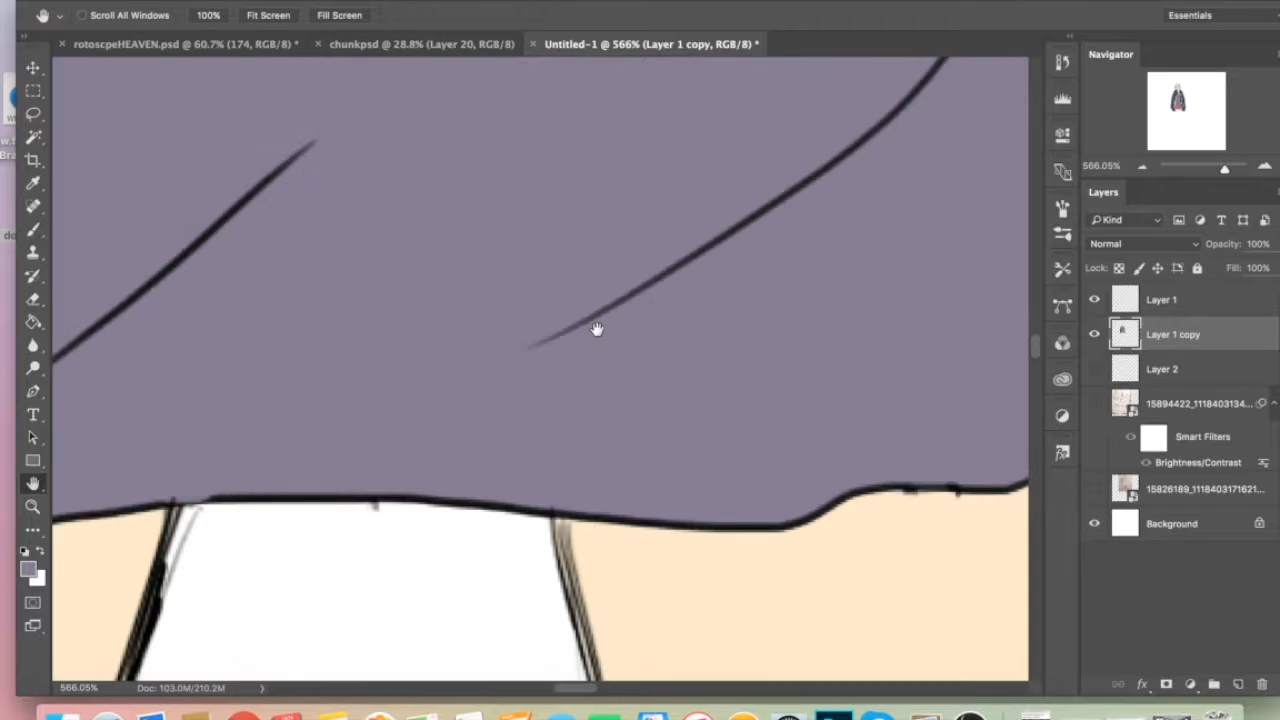 Scroll All Windows 100% Fit Screen Fill Screen Essentials
rotoscpeHEAVEN.psd @ 60.7% (174, RGB/8) * chunkpsd @ 28.8% (Layer 20, RGB/8) Untitled-1 @ 566% (Layer 1 copy, RGB/8) *
Navigator
566.05%
Layers
Kind
Normal Opacity: 100%
Lock: Fill: 100%
Layer 1
Layer 1 copy
Layer 2
15894422_1118403134...
Smart Filters
Brightness/Contrast
15826189_1118403171621...
Background
566.05% Doc: 103.0M/210.2M